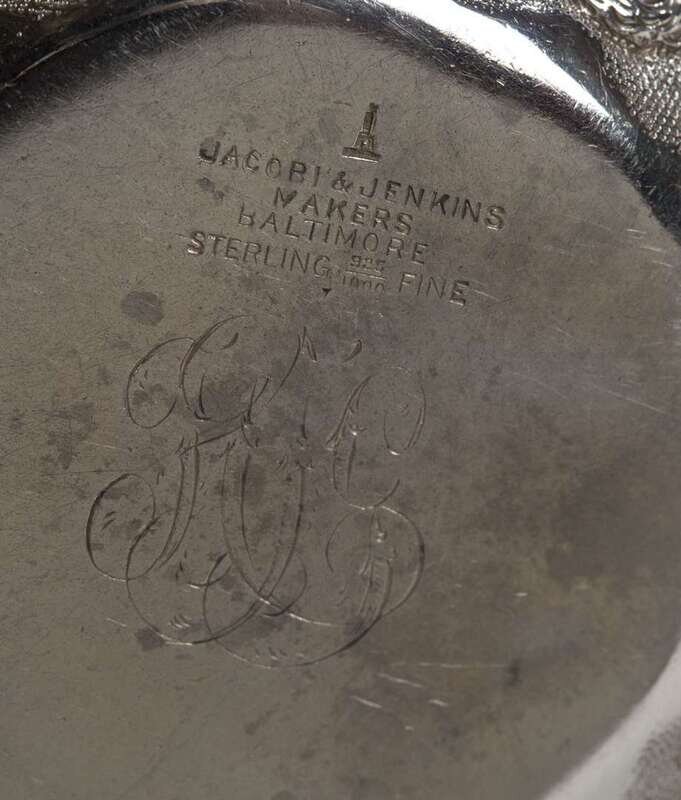 JACOBI & JENKINS
MAKERS
BALTIMORE
STERLING 925/1000 FINE